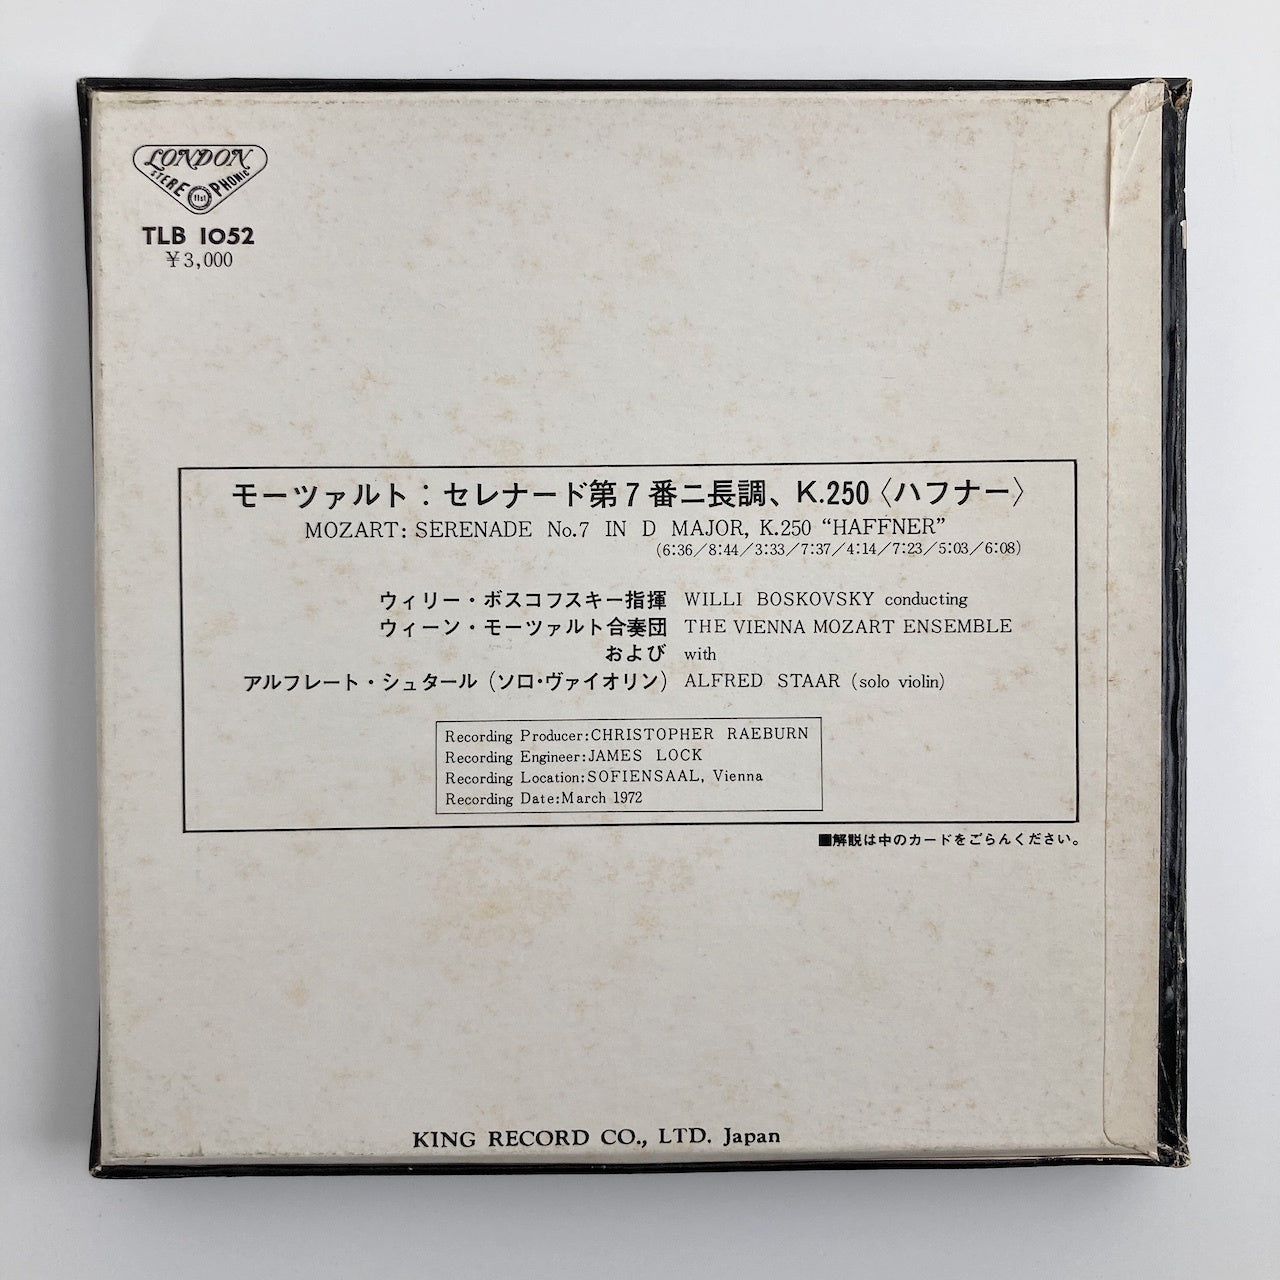 LONDON
STEREOPHONIC
TLB 1052
¥3,000
モーツァルト：セレナード第7番ニ長調、K.250〈ハフナー〉
MOZART: SERENADE No.7 IN D MAJOR, K.250 “HAFFNER”
(6:36／8:44／3:33／7:37／4:14／7:23／5:03／6:08)
ウィリー・ボスコフスキー指揮 WILLI BOSKOVSKY conducting
ウィーン・モーツァルト合奏団 THE VIENNA MOZART ENSEMBLE
および with
アルフレート・シュタール（ソロ・ヴァイオリン） ALFRED STAAR (solo violin)
Recording Producer:CHRISTOPHER RAEBURN
Recording Engineer:JAMES LOCK
Recording Location:SOFIENSAAL, Vienna
Recording Date:March 1972
■解説は中のカードをごらんください。
KING RECORD CO., LTD. Japan